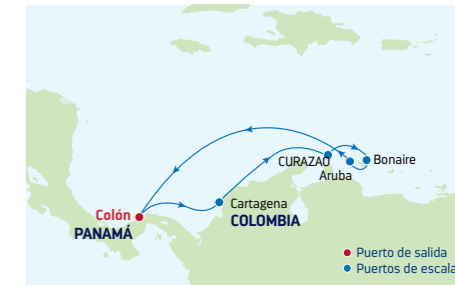 CURAZAO
Bonaire
Aruba
Cartagena
COLOMBIA
Colón
PANAMÁ
Puerto de salida
Puertos de escala